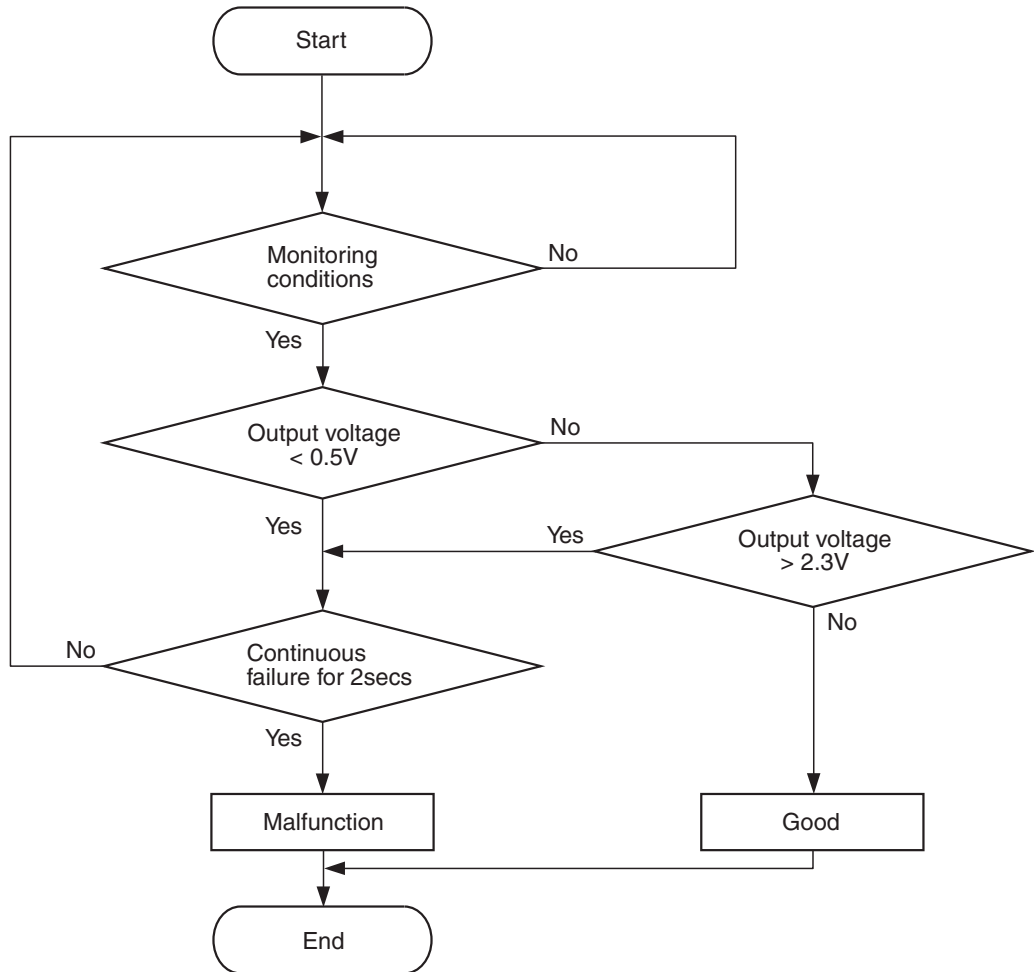 Start
Monitoring
conditions
No
Yes
Output voltage
< 0.5V
No
Yes
Yes
Output voltage
> 2.3V
No
No
Continuous
failure for 2secs
Yes
Malfunction
Good
End